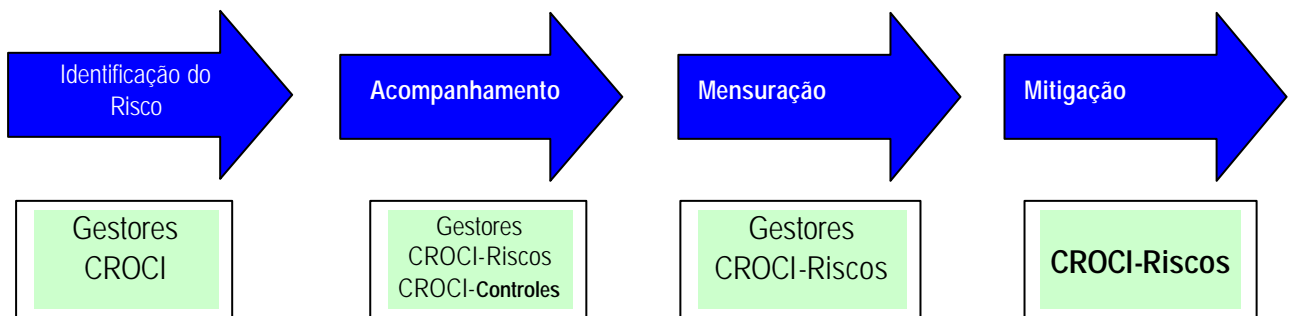 Identificação do
Risco
Acompanhamento
Mensuração
Mitigação
Gestores
CROCI
Gestores
CROCI-Riscos
CROCI-Controles
Gestores
CROCI-Riscos
CROCI-Riscos